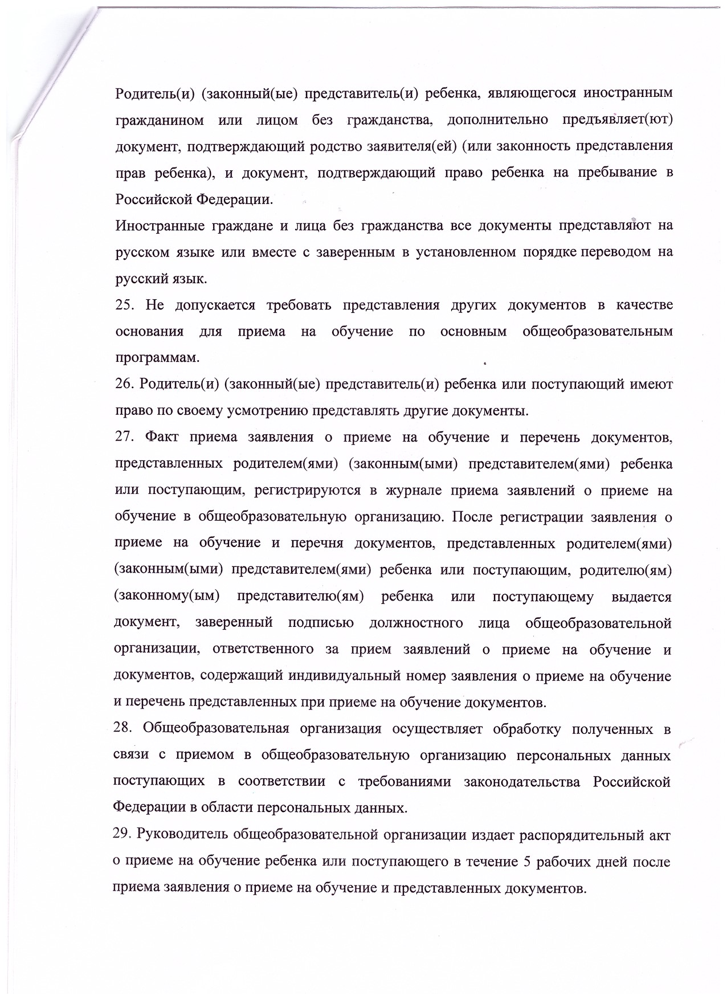 Родитель(и) (законный(ые) представитель(и) ребенка, являющегося иностранным
гражданином или лицом без гражданства, дополнительно предъявляет(ют)
документ, подтверждающий родство заявителя(ей) (или законность представления
прав ребенка), и документ, подтверждающий право ребенка на пребывание в
Российской Федерации.
Иностранные граждане и лица без гражданства все документы представляют на
русском языке или вместе с заверенным в установленном порядке переводом на
русский язык.
25. Не допускается требовать представления других документов в качестве
основания для приема на обучение по основным общеобразовательным
программам.
26. Родитель(и) (законный(ые) представитель(и) ребенка или поступающий имеют
право по своему усмотрению представлять другие документы.
27. Факт приема заявления о приеме на обучение и перечень документов,
представленных родителем(ями) (законным(ыми) представителем(ями) ребенка
или поступающим, регистрируются в журнале приема заявлений о приеме на
обучение в общеобразовательную организацию. После регистрации заявления о
приеме на обучение и перечня документов, представленных родителем(ями)
(законным(ыми) представителем(ями) ребенка или поступающим, родителю(ям)
(законному(ым) представителю(ям) ребенка или поступающему выдается
документ, заверенный подписью должностного лица общеобразовательной
организации, ответственного за прием заявлений о приеме на обучение и
документов, содержащий индивидуальный номер заявления о приеме на обучение
и перечень представленных при приеме на обучение документов.
28. Общеобразовательная организация осуществляет обработку полученных в
связи с приемом в общеобразовательную организацию персональных данных
поступающих в соответствии с требованиями законодательства Российской
Федерации в области персональных данных.
29. Руководитель общеобразовательной организации издает распорядительный акт
о приеме на обучение ребенка или поступающего в течение 5 рабочих дней после
приема заявления о приеме на обучение и представленных документов.